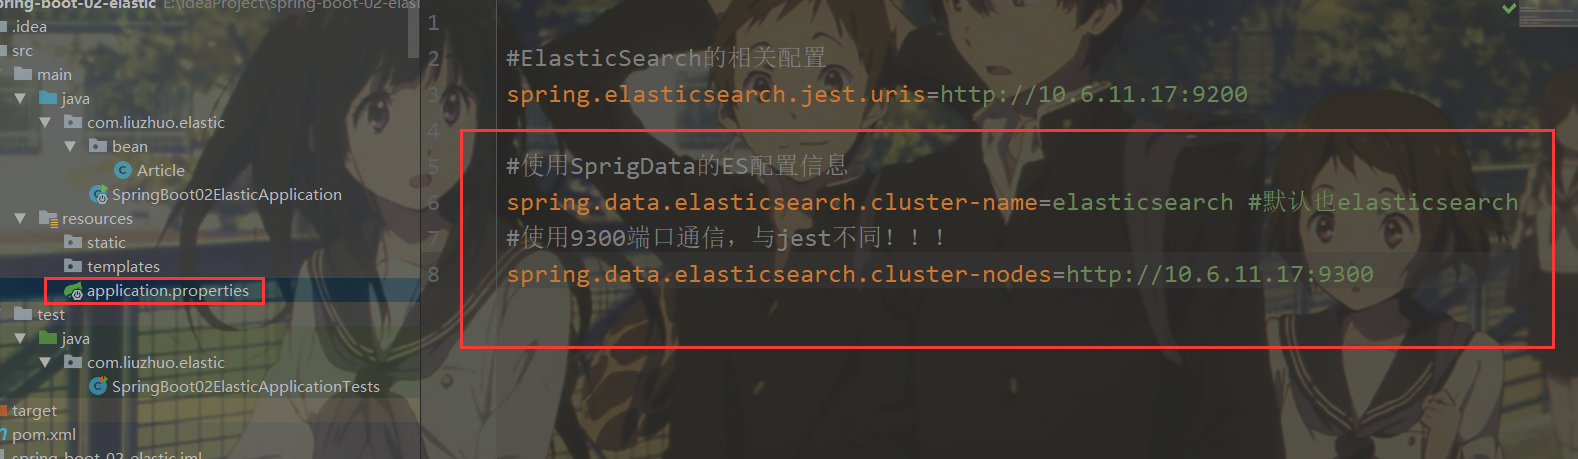 pring-boot-02-elastic E:\IdeaProject\spring-boot-02-elast
.idea
src
main
java
com.liuzhuo.elastic
bean
Article
SpringBoot02ElasticApplication
resources
static
templates
application.properties
test
java
com.liuzhuo.elastic
SpringBoot02ElasticApplicationTests
target
pom.xml
spring-boot-02-elastic.iml
1
2 #ElasticSearch的相关配置
3 spring.elasticsearch.jest.uris=http://10.6.11.17:9200
4
5 #使用SprigData的ES配置信息
6 spring.data.elasticsearch.cluster-name=elasticsearch #默认也elasticsearch
7 #使用9300端口通信，与jest不同！！！
8 spring.data.elasticsearch.cluster-nodes=http://10.6.11.17:9300